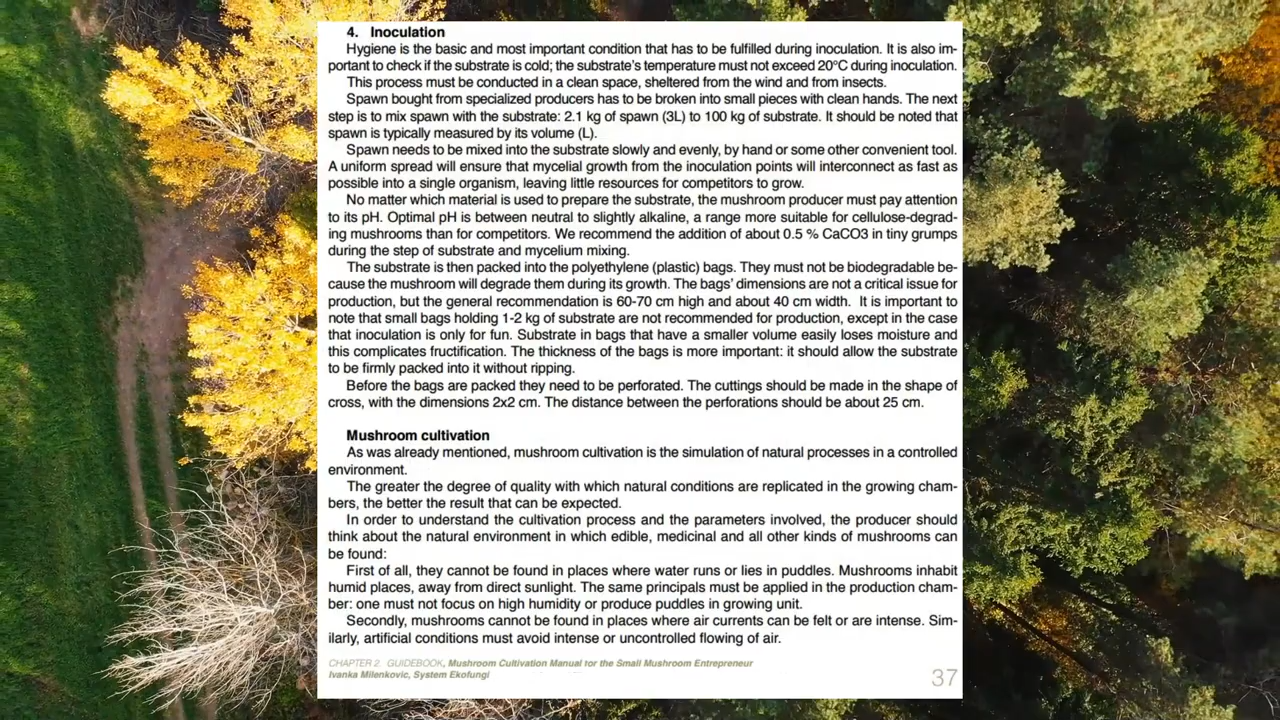 4. Inoculation
Hygiene is the basic and most important condition that has to be fulfilled during inoculation. It is also im-
portant to check if the substrate is cold; the substrate's temperature must not exceed 20°C during inoculation.
This process must be conducted in a clean space, sheltered from the wind and from insects.
Spawn bought from specialized producers has to be broken into small pieces with clean hands. The next
step is to mix spawn with the substrate: 2.1 kg of spawn (3L) to 100 kg of substrate. It should be noted that
spawn is typically measured by its volume (L).
Spawn needs to be mixed into the substrate slowly and evenly, by hand or some other convenient tool.
A uniform spread will ensure that mycelial growth from the inoculation points will interconnect as fast as
possible into a single organism, leaving little resources for competitors to grow.
No matter which material is used to prepare the substrate, the mushroom producer must pay attention
to its pH. Optimal pH is between neutral to slightly alkaline, a range more suitable for cellulose-degrad-
ing mushrooms than for competitors. We recommend the addition of about 0.5 % CaCO3 in tiny grumps
during the step of substrate and mycelium mixing.
The substrate is then packed into the polyethylene (plastic) bags. They must not be biodegradable be-
cause the mushroom will degrade them during its growth. The bags' dimensions are not a critical issue for
production, but the general recommendation is 60-70 cm high and about 40 cm width. It is important to
note that small bags holding 1-2 kg of substrate are not recommended for production, except in the case
that inoculation is only for fun. Substrate in bags that have a smaller volume easily loses moisture and
this complicates fructification. The thickness of the bags is more important: it should allow the substrate
to be firmly packed into it without ripping.
Before the bags are packed they need to be perforated. The cuttings should be made in the shape of
cross, with the dimensions 2x2 cm. The distance between the perforations should be about 25 cm.
Mushroom cultivation
As was already mentioned, mushroom cultivation is the simulation of natural processes in a controlled
environment.
The greater the degree of quality with which natural conditions are replicated in the growing cham-
bers, the better the result that can be expected.
In order to understand the cultivation process and the parameters involved, the producer should
think about the natural environment in which edible, medicinal and all other kinds of mushrooms can
be found:
First of all, they cannot be found in places where water runs or lies in puddles. Mushrooms inhabit
humid places, away from direct sunlight. The same principals must be applied in the production cham-
ber: one must not focus on high humidity or produce puddles in growing unit.
Secondly, mushrooms cannot be found in places where air currents can be felt or are intense. Sim-
ilarly, artificial conditions must avoid intense or uncontrolled flowing of air.
CHAPTER 2. GUIDEBOOK, Mushroom Cultivation Manual for the Small Mushroom Entrepreneur
Ivanka Milenkovic, System Ekofungi
37